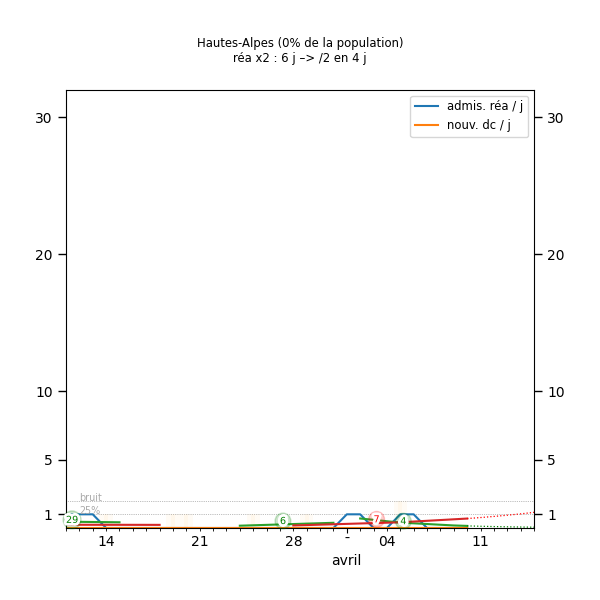 Hautes-Alpes (0% de la population)
réa x2 : 6 j –> /2 en 4 j
admis. réa / j
nouv. dc / j
30 30
20 20
10 10
5 5
bruit
25%
1 1
29 6 7 4
14 21 28 - 04 11
avril